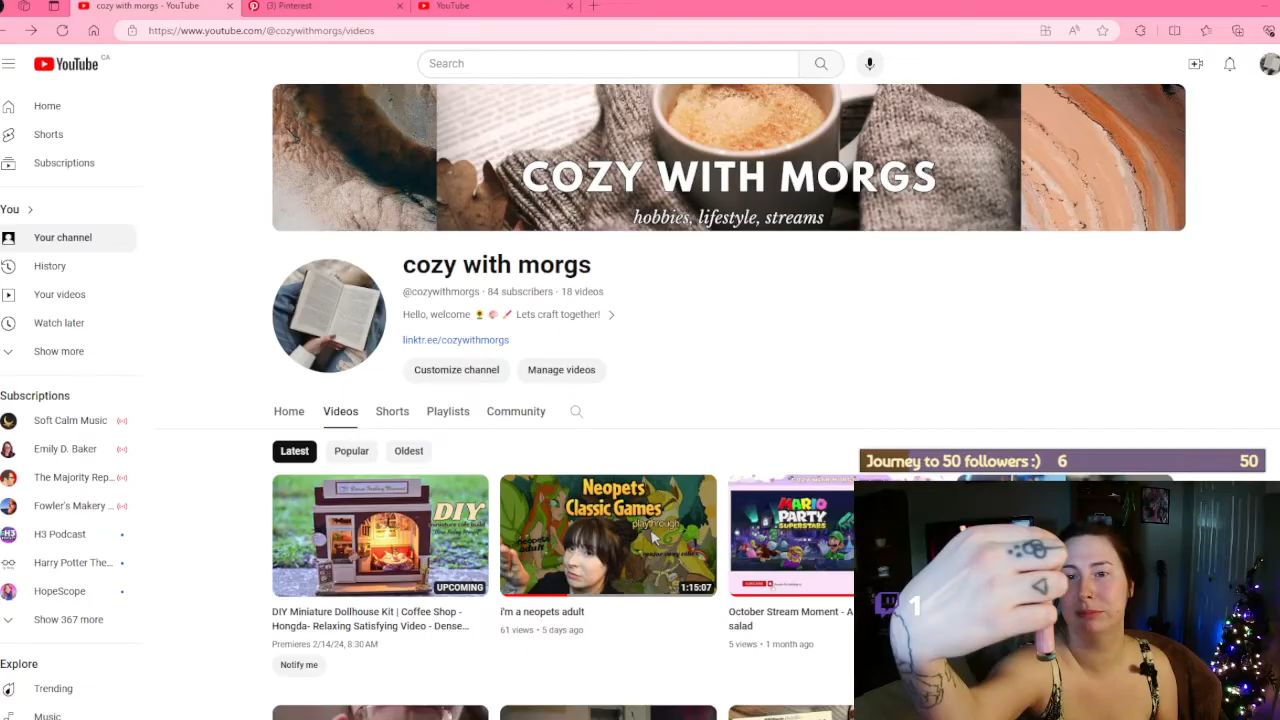 cozy with morgs - YouTube
(1) Pinterest
YouTube
https://www.youtube.com/@cozywithmorgs/videos
YouTube CA
Search
Home
Shorts
Subscriptions
You
Your channel
History
Your videos
Watch later
Show more
Subscriptions
Soft Calm Music
Emily D. Baker
The Majority Rep...
Fowler's Makery ...
H3 Podcast
Harry Potter The...
HopeScope
Show 367 more
Explore
Trending
Music
COZY WITH MORGS
hobbies, lifestyle, streams
cozy with morgs
@cozywithmorgs · 84 subscribers · 18 videos
Hello, welcome 🌻 🐚 🖍️ Lets craft together!
linktr.ee/cozywithmorgs
Customize channel
Manage videos
Home
Videos
Shorts
Playlists
Community
Latest
Popular
Oldest
DIY
UPCOMING
DIY Miniature Dollhouse Kit | Coffee Shop -
Hongda- Relaxing Satisfying Video - Dense...
Premieres 2/14/24, 8:30 AM
Notify me
Neopets
Classic Games
playthrough
neopets
adult
1:15:07
i'm a neopets adult
61 views • 5 days ago
MARIO
PARTY
SUPERSTARS
October Stream Moment - A
salad
5 views • 1 month ago
Journey to 50 followers :) 6 50
1